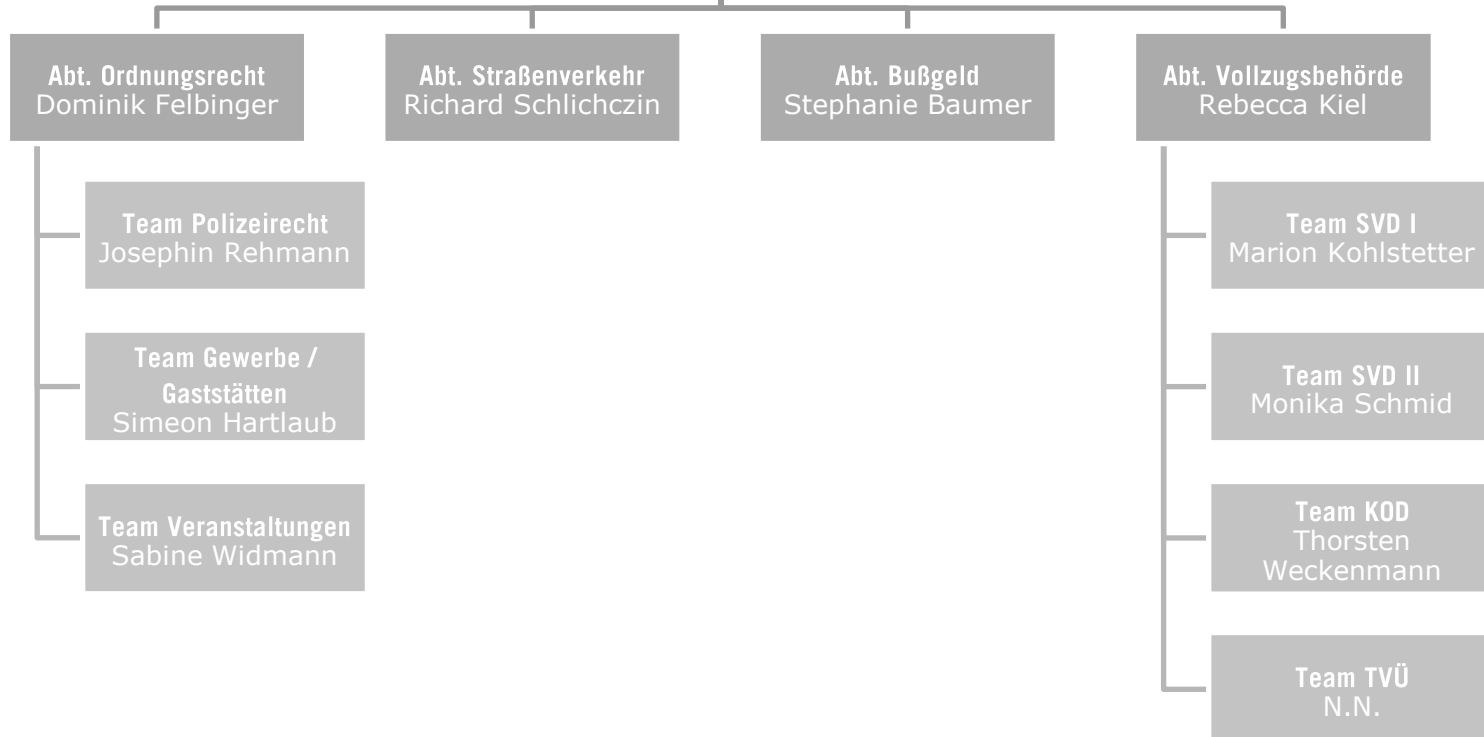 Abt. Ordnungsrecht
Dominik Felbinger
Abt. Straßenverkehr
Richard Schlichczin
Abt. Bußgeld
Stephanie Baumer
Abt. Vollzugsbehörde
Rebecca Kiel
Team Polizeirecht
Josephin Rehmann
Team Gewerbe /
Gaststätten
Simeon Hartlaub
Team Veranstaltungen
Sabine Widmann
Team SVD I
Marion Kohlstetter
Team SVD II
Monika Schmid
Team KOD
Thorsten
Weckenmann
Team TVÜ
N.N.